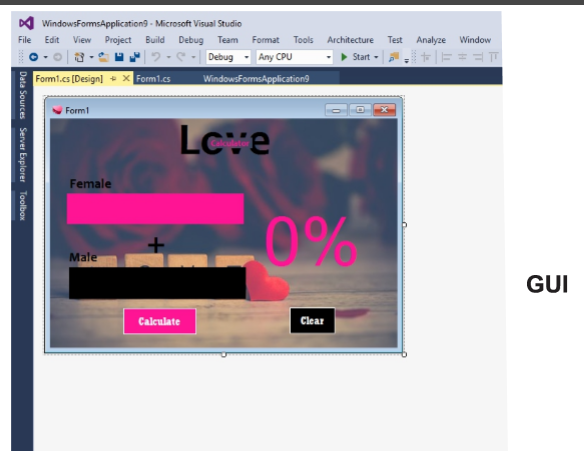 WindowsFormsApplication9 - Microsoft Visual Studio
File Edit View Project Build Debug Team Format Tools Architecture Test Analyze Window
Debug Any CPU Start
Form1.cs [Design] Form1.cs WindowsFormsApplication9
Data Sources
Server Explorer
Toolbox
Form1
Love
Calculator
Female
0%
+
Male
Calculate Clear
GUI